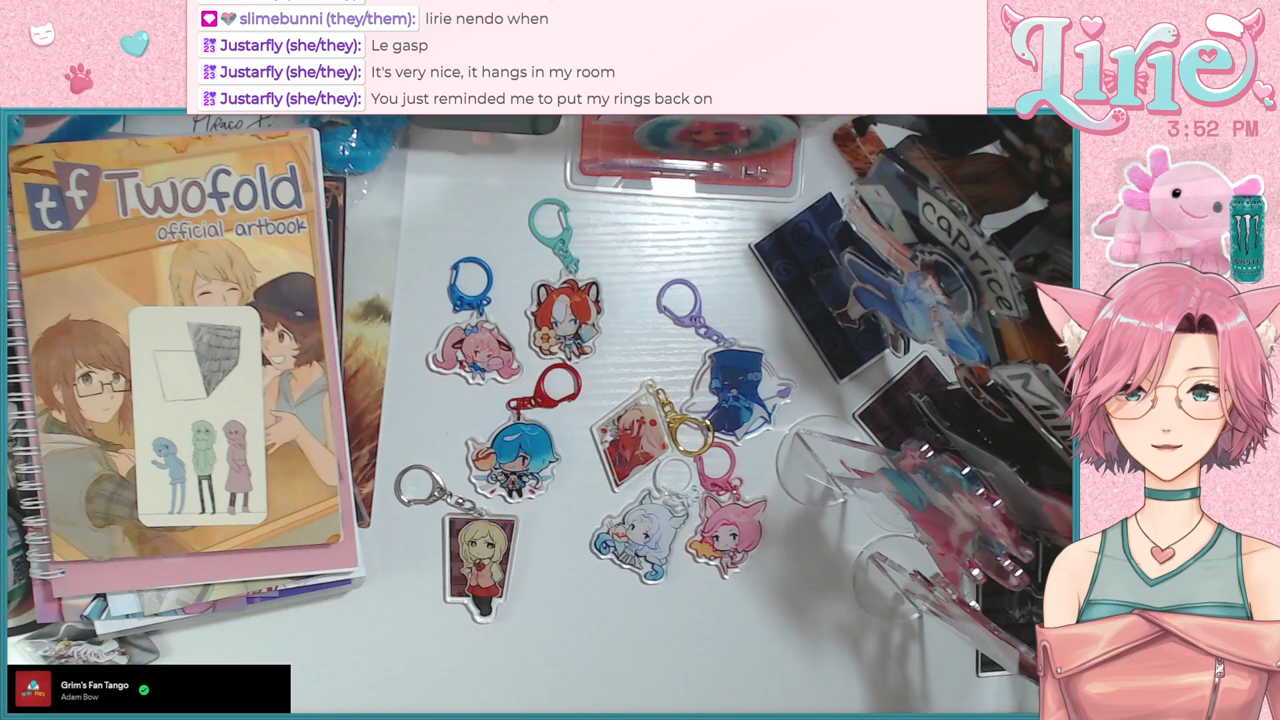 slimebunni (they/them): lirie nendo when
Justarfly (she/they): Le gasp
Justarfly (she/they): It's very nice, it hangs in my room
Justarfly (she/they): You just reminded me to put my rings back on
Lirie
3:52 PM
tf Twofold
official artbook
caprice
Grim's Fan Tango
Adam Bow